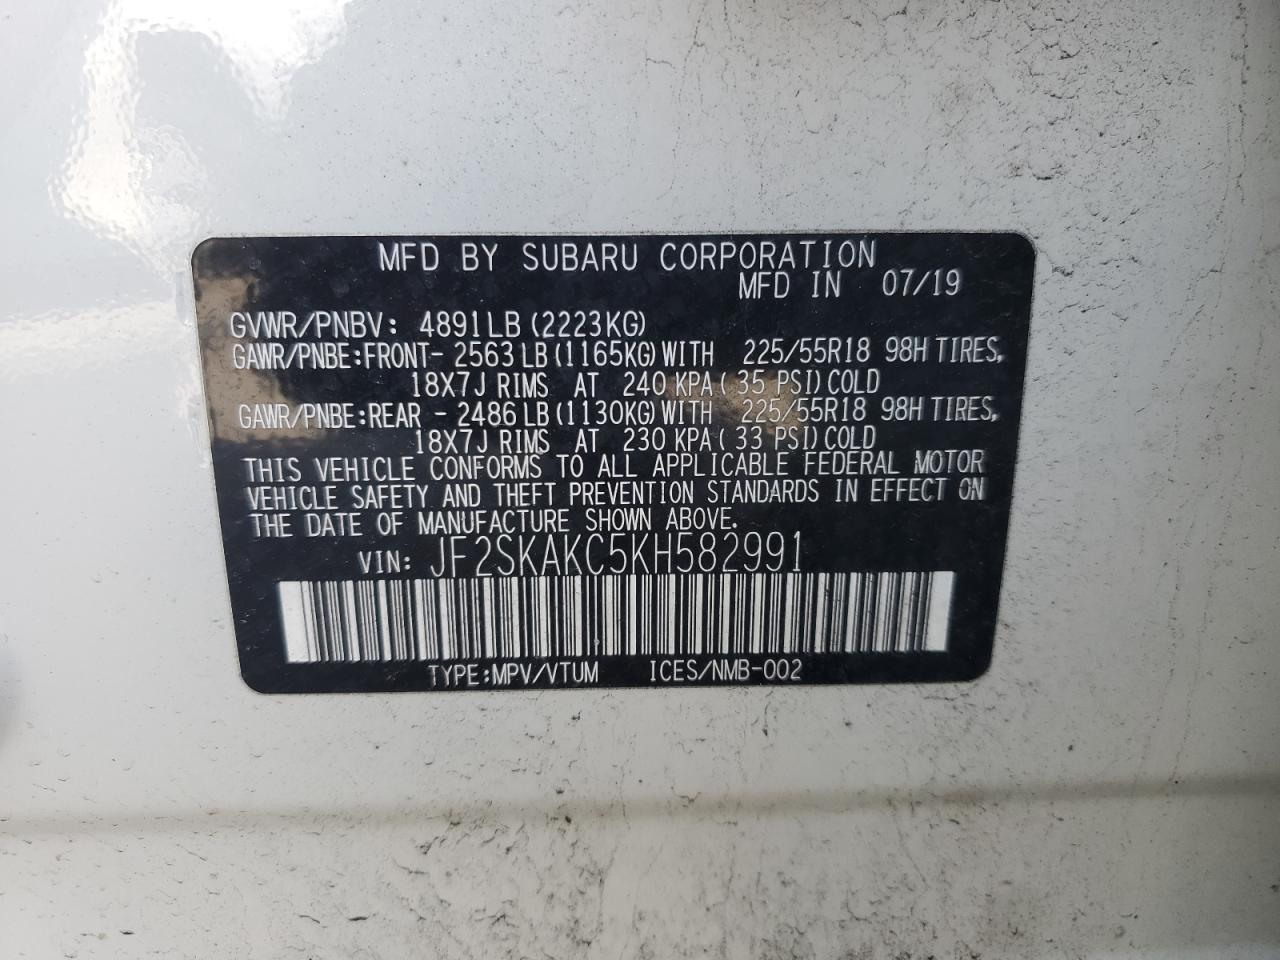 MFD BY SUBARU CORPORATION
MFD IN 07/19
GVWR/PNBV: 4891LB (2223KG)
GAWR/PNBE:FRONT- 2563 LB (1165KG) WITH 225/55R18 98H TIRES,
18X7J RIMS AT 240 KPA ( 35 PSI) COLD
GAWR/PNBE:REAR - 2486 LB (1130KG) WITH 225/55R18 98H TIRES,
18X7J RIMS AT 230 KPA ( 33 PSI) COLD
THIS VEHICLE CONFORMS TO ALL APPLICABLE FEDERAL MOTOR
VEHICLE SAFETY AND THEFT PREVENTION STANDARDS IN EFFECT ON
THE DATE OF MANUFACTURE SHOWN ABOVE.
VIN: JF2SKAKC5KH582991
TYPE:MPV/VTUM ICES/NMB-002